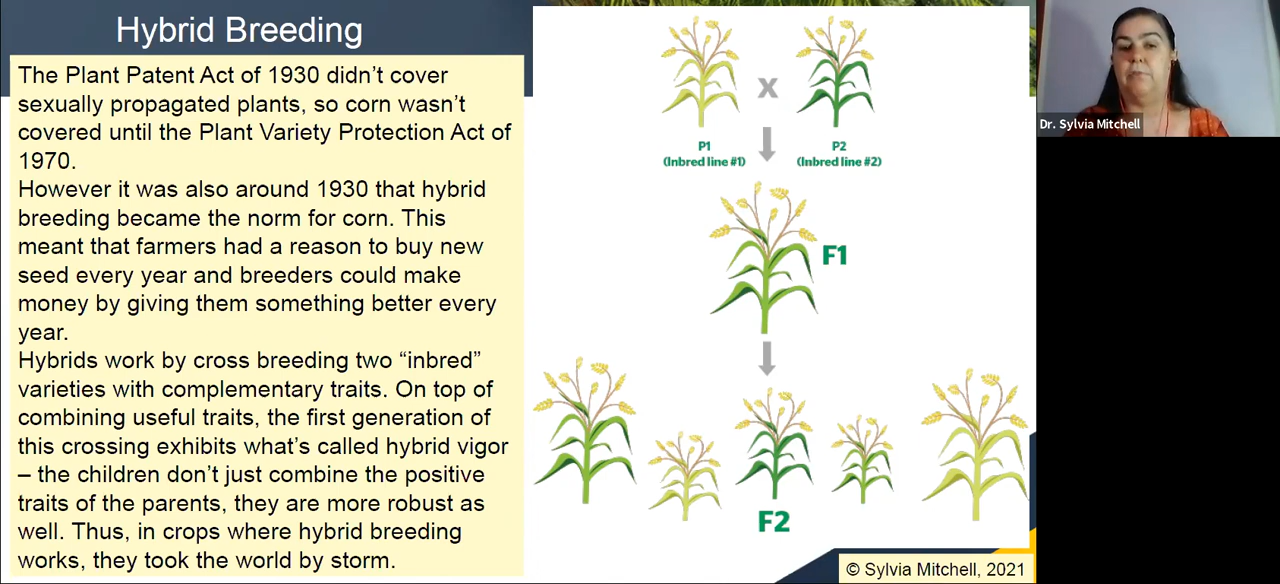 Hybrid Breeding
The Plant Patent Act of 1930 didn’t cover
sexually propagated plants, so corn wasn’t
covered until the Plant Variety Protection Act of
1970.
However it was also around 1930 that hybrid
breeding became the norm for corn. This
meant that farmers had a reason to buy new
seed every year and breeders could make
money by giving them something better every
year.
Hybrids work by cross breeding two “inbred”
varieties with complementary traits. On top of
combining useful traits, the first generation of
this crossing exhibits what’s called hybrid vigor
– the children don’t just combine the positive
traits of the parents, they are more robust as
well. Thus, in crops where hybrid breeding
works, they took the world by storm.
x
P1
(Inbred line #1)
P2
(Inbred line #2)
F1
F2
© Sylvia Mitchell, 2021
Dr. Sylvia Mitchell